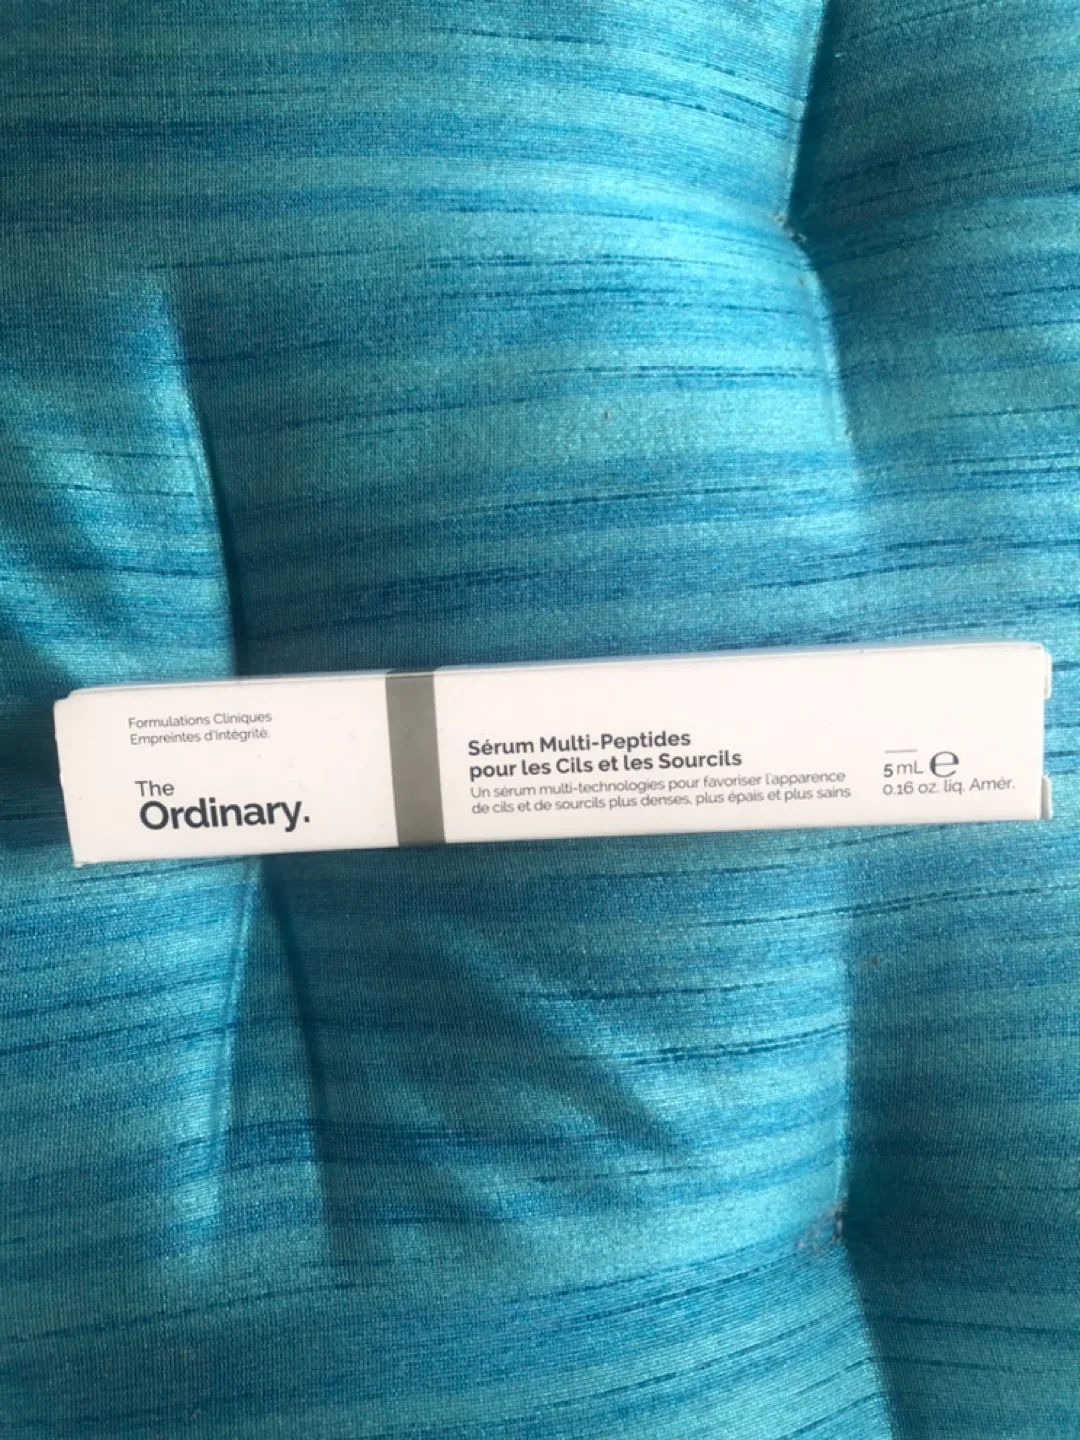 Formulations Cliniques
Empreintes d'intégrité.
The
Ordinary.
Sérum Multi-Peptides
pour les Cils et les Sourcils
Un sérum multi-technologies pour favoriser l'apparence
de cils et de sourcils plus denses, plus épais et plus sains
5 mL ℮
0.16 oz. liq. Amér.